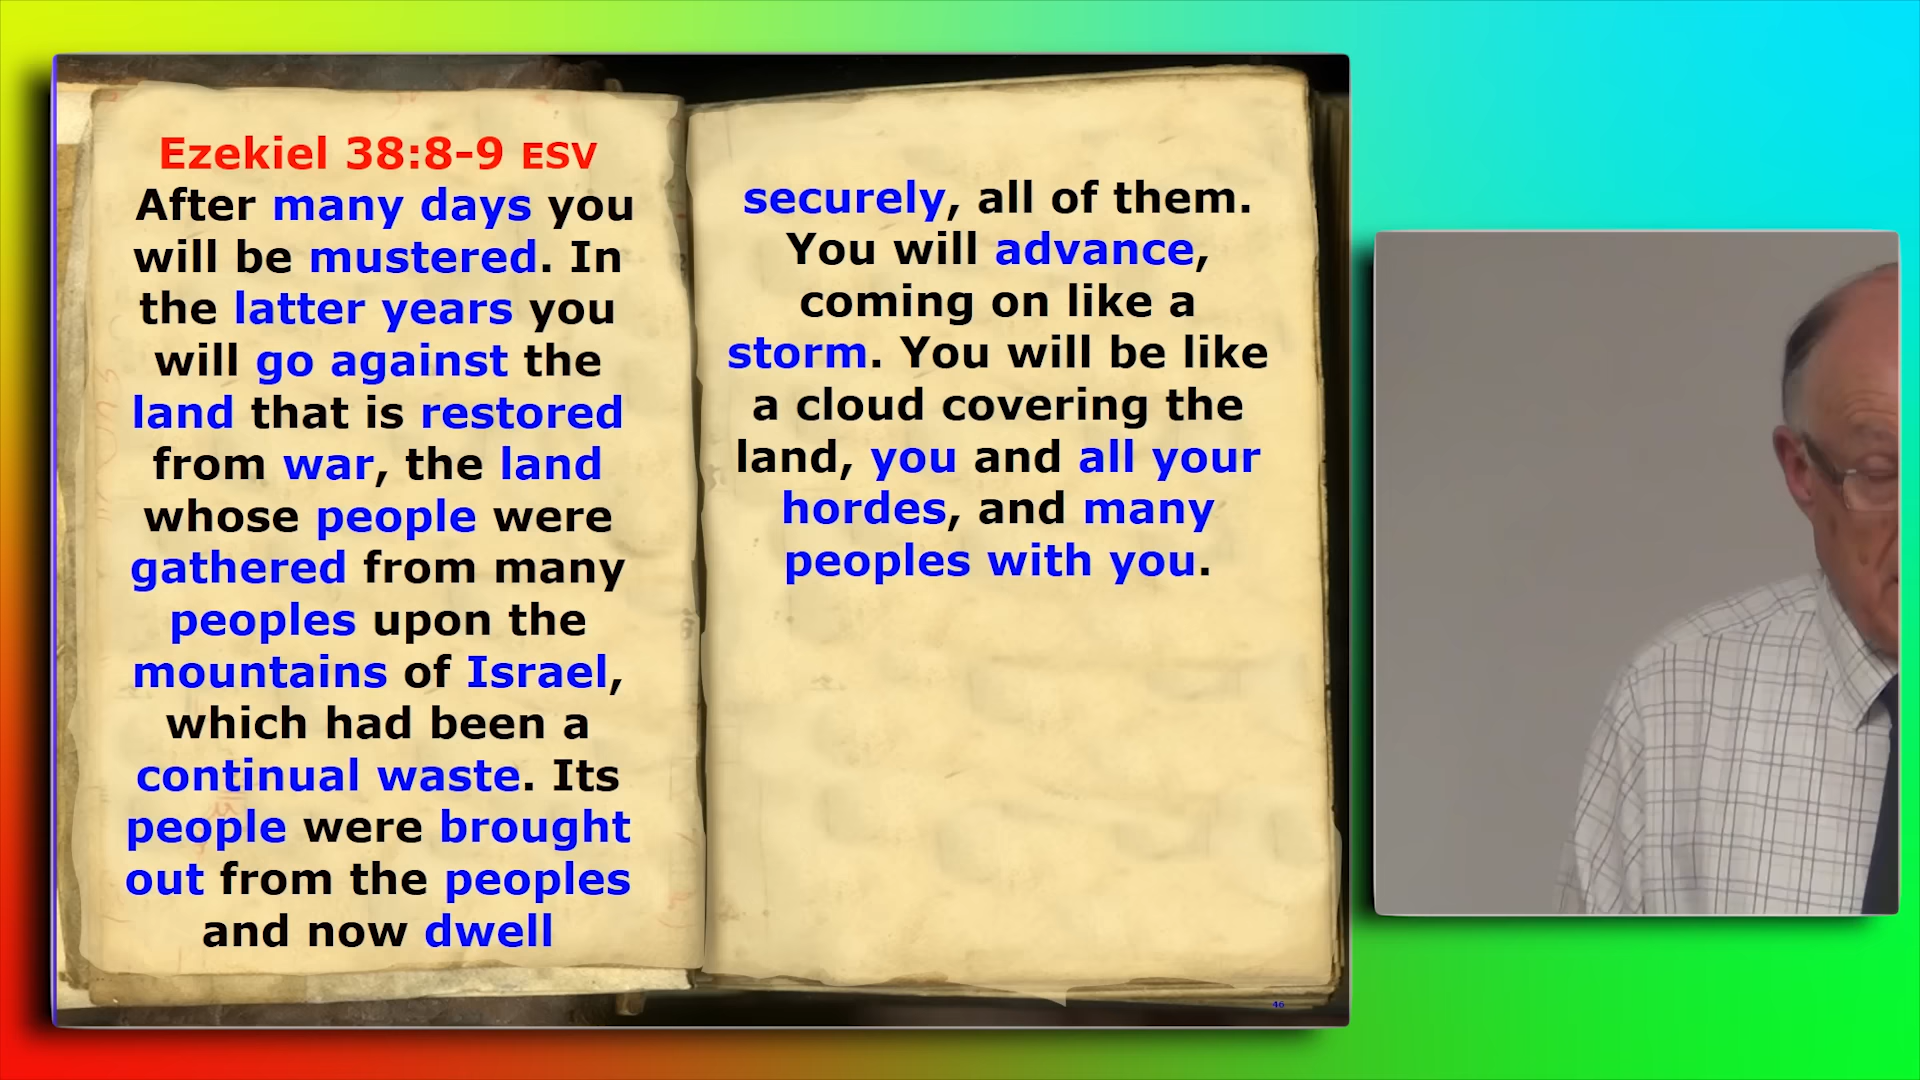 Ezekiel 38:8-9 ESV
After many days you
will be mustered. In
the latter years you
will go against the
land that is restored
from war, the land
whose people were
gathered from many
peoples upon the
mountains of Israel,
which had been a
continual waste. Its
people were brought
out from the peoples
and now dwell
securely, all of them.
You will advance,
coming on like a
storm. You will be like
a cloud covering the
land, you and all your
hordes, and many
peoples with you.
46